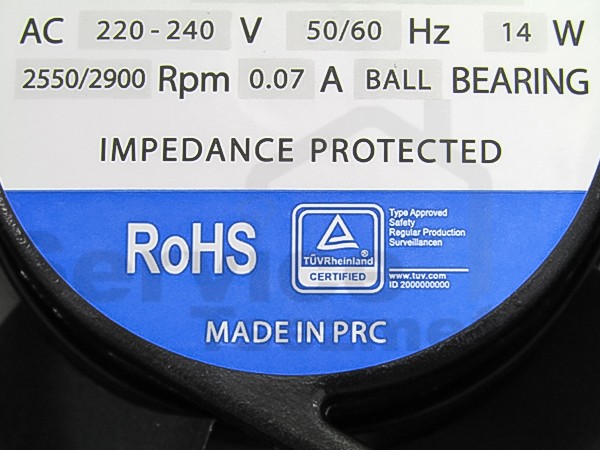 AC 220-240 V 50/60 Hz 14 W
2550/2900 Rpm 0.07 A BALL BEARING
IMPEDANCE PROTECTED
RoHS
TÜVRheinland®
CERTIFIED
Type Approved
Safety
Regular Production
Surveillancen
www.tuv.com
ID 2000000000
MADE IN PRC